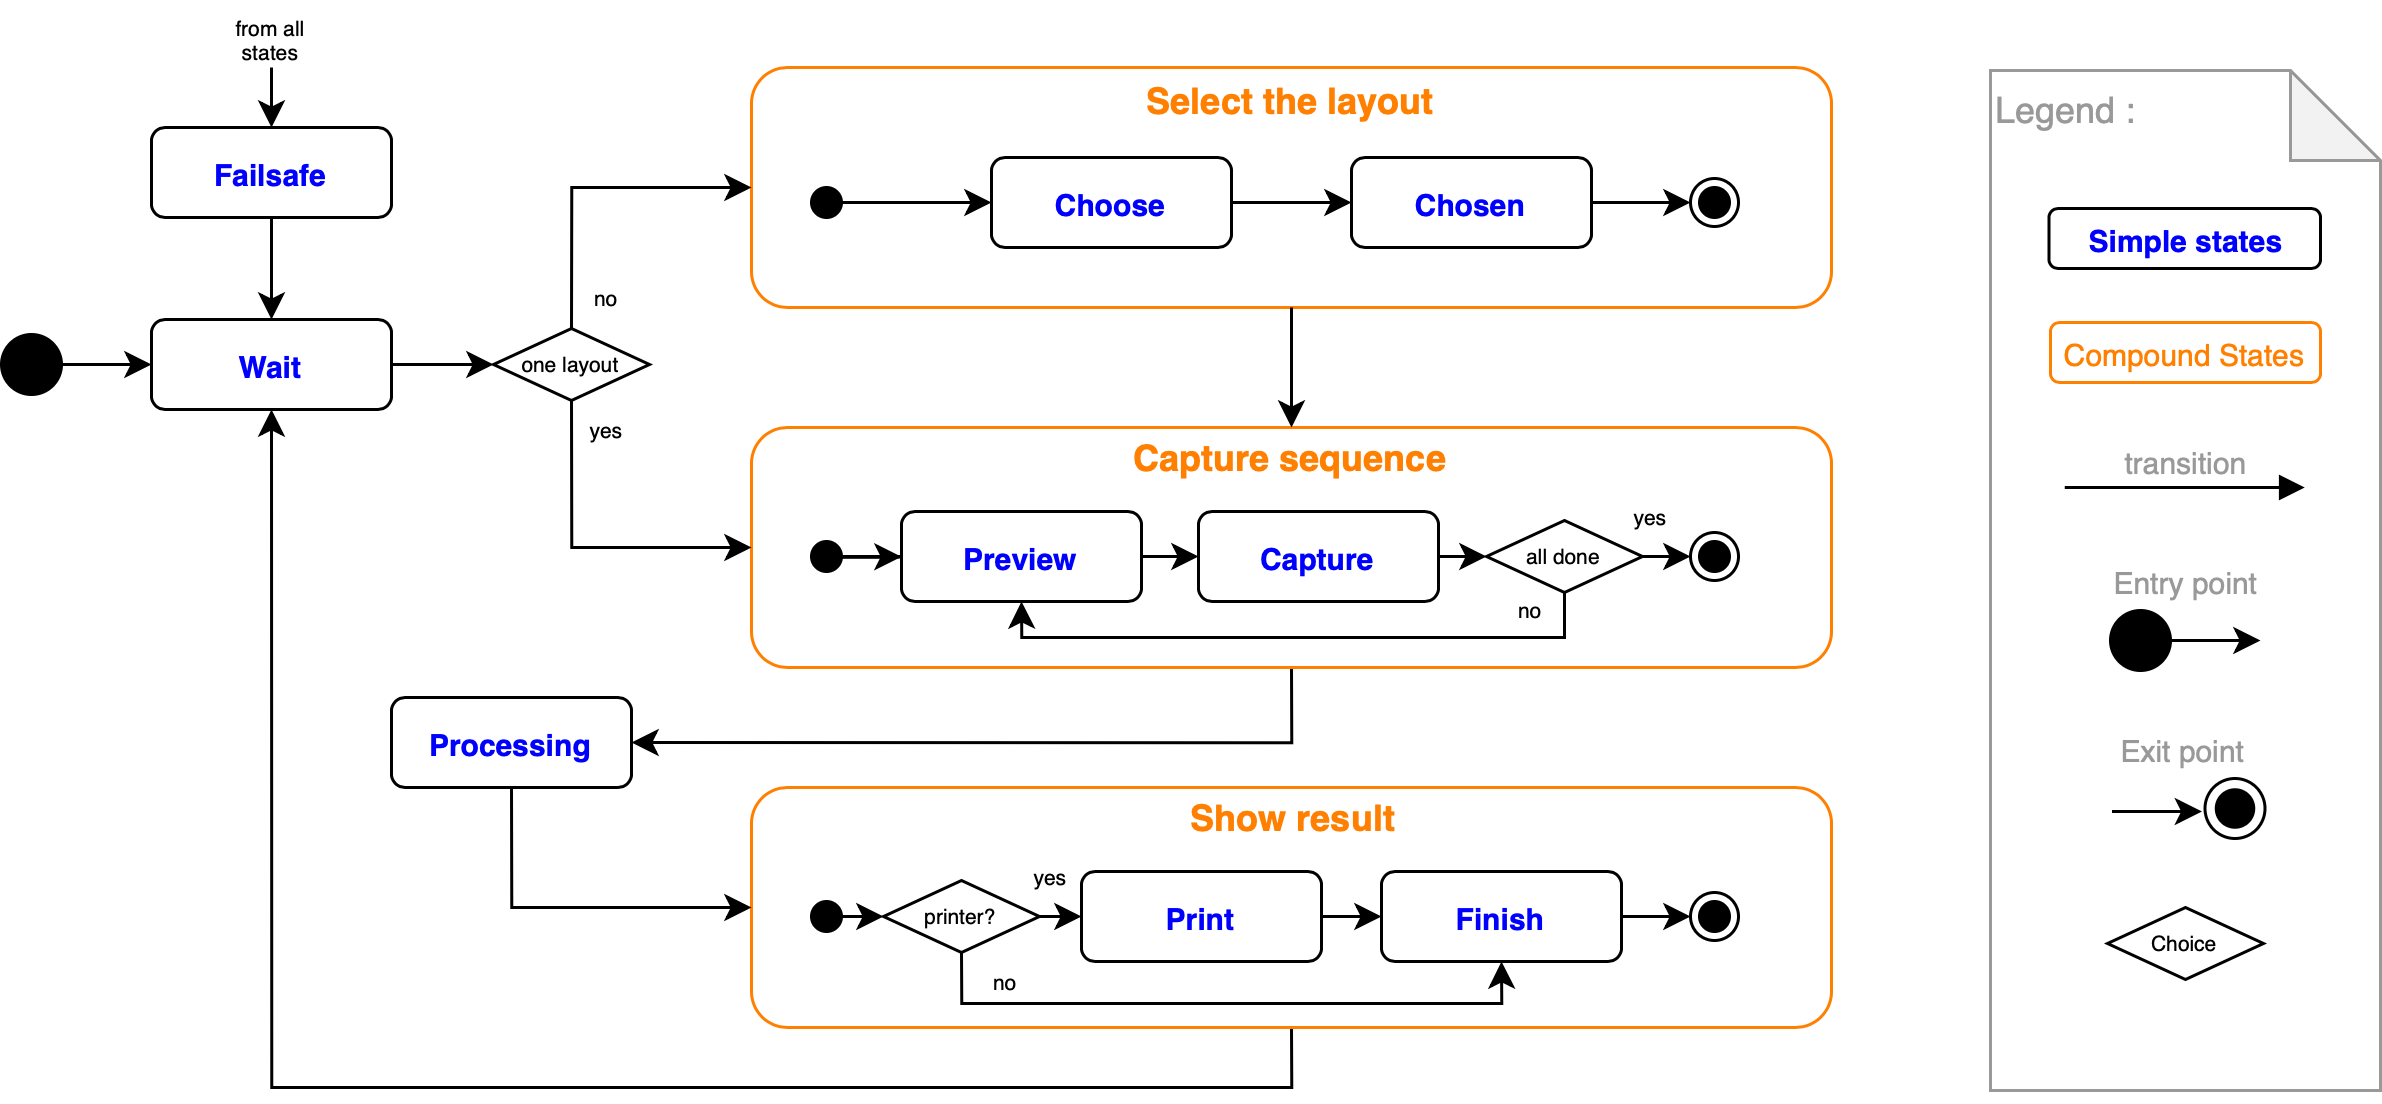 from all
states
Failsafe
Wait
one layout
no
yes
Select the layout
Choose
Chosen
Capture sequence
Preview
Capture
all done
yes
no
Processing
Show result
printer?
yes
no
Print
Finish
Legend :
Simple states
Compound States
transition
Entry point
Exit point
Choice